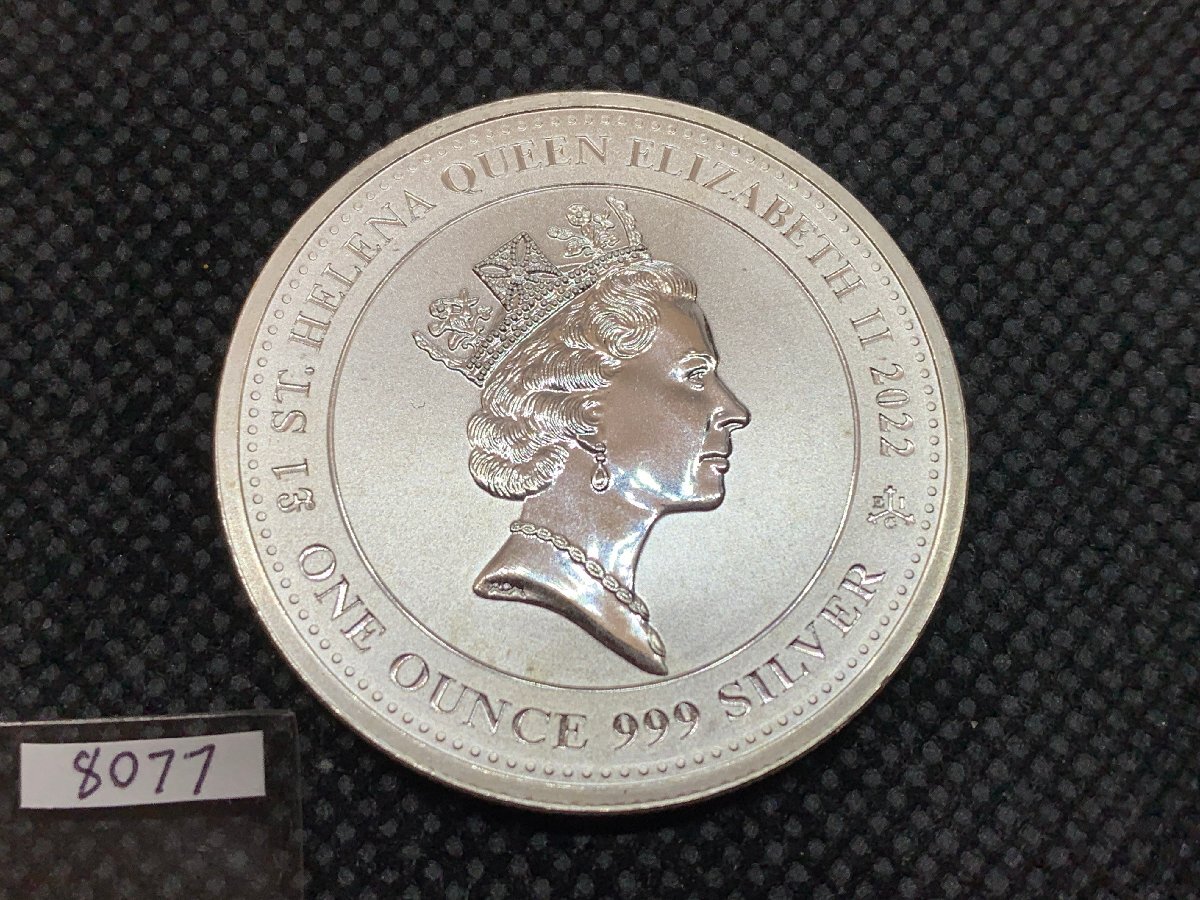 £1 ST. HELENA QUEEN ELIZABETH II 2022
ONE OUNCE 999 SILVER
8077